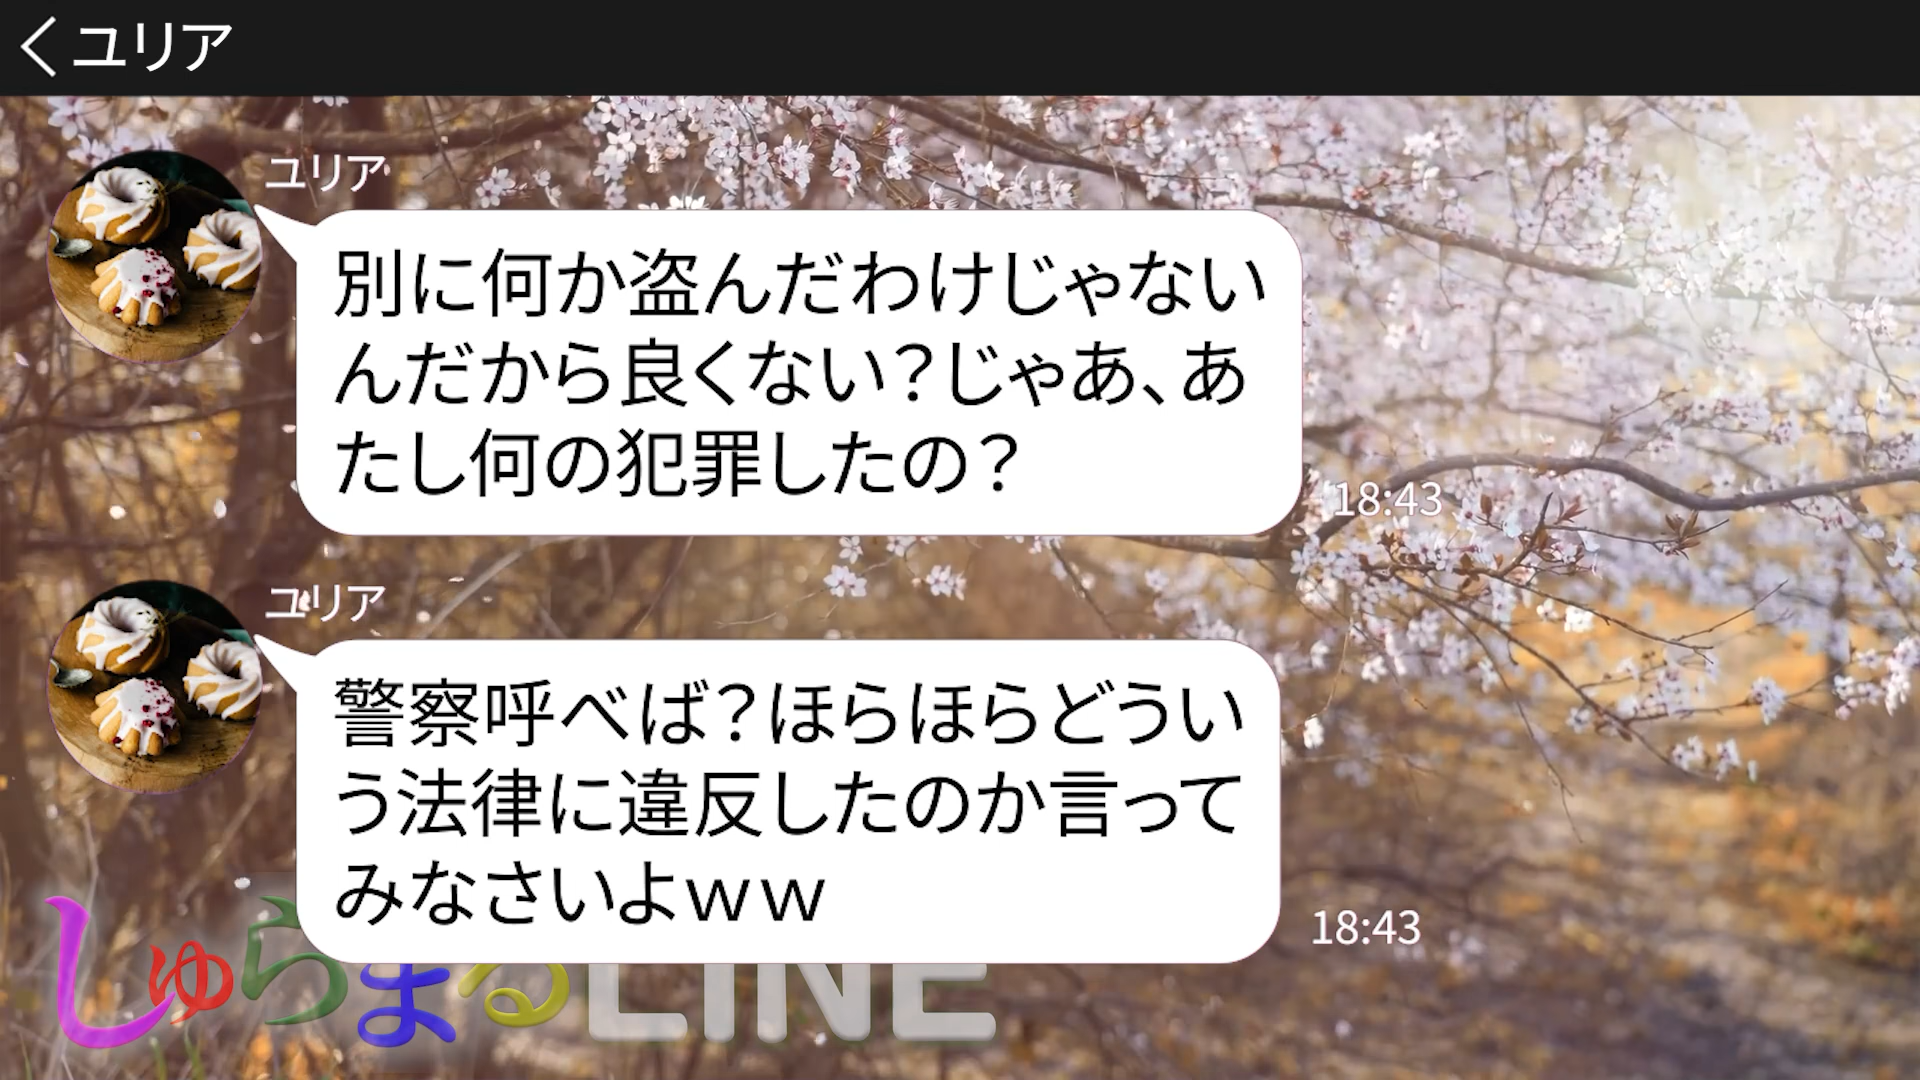 ユリア
ユリア
別に何か盗んだわけじゃない
んだから良くない？じゃあ、あ
たし何の犯罪したの？
18:43
ユリア
警察呼べば？ほらほらどうい
う法律に違反したのか言って
みなさいよｗｗ
18:43
しゅらまるLINE